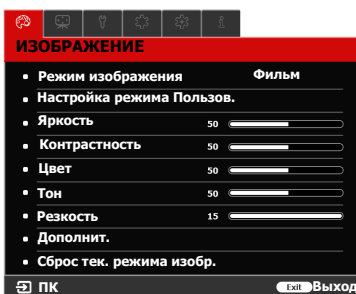 ИЗОБРАЖЕНИЕ
Режим изображения Фильм
Настройка режима Пользов.
Яркость 50
Контрастность 50
Цвет 50
Тон 50
Резкость 15
Дополнит.
Сброс тек. режима изобр.
ПК Exit Выход